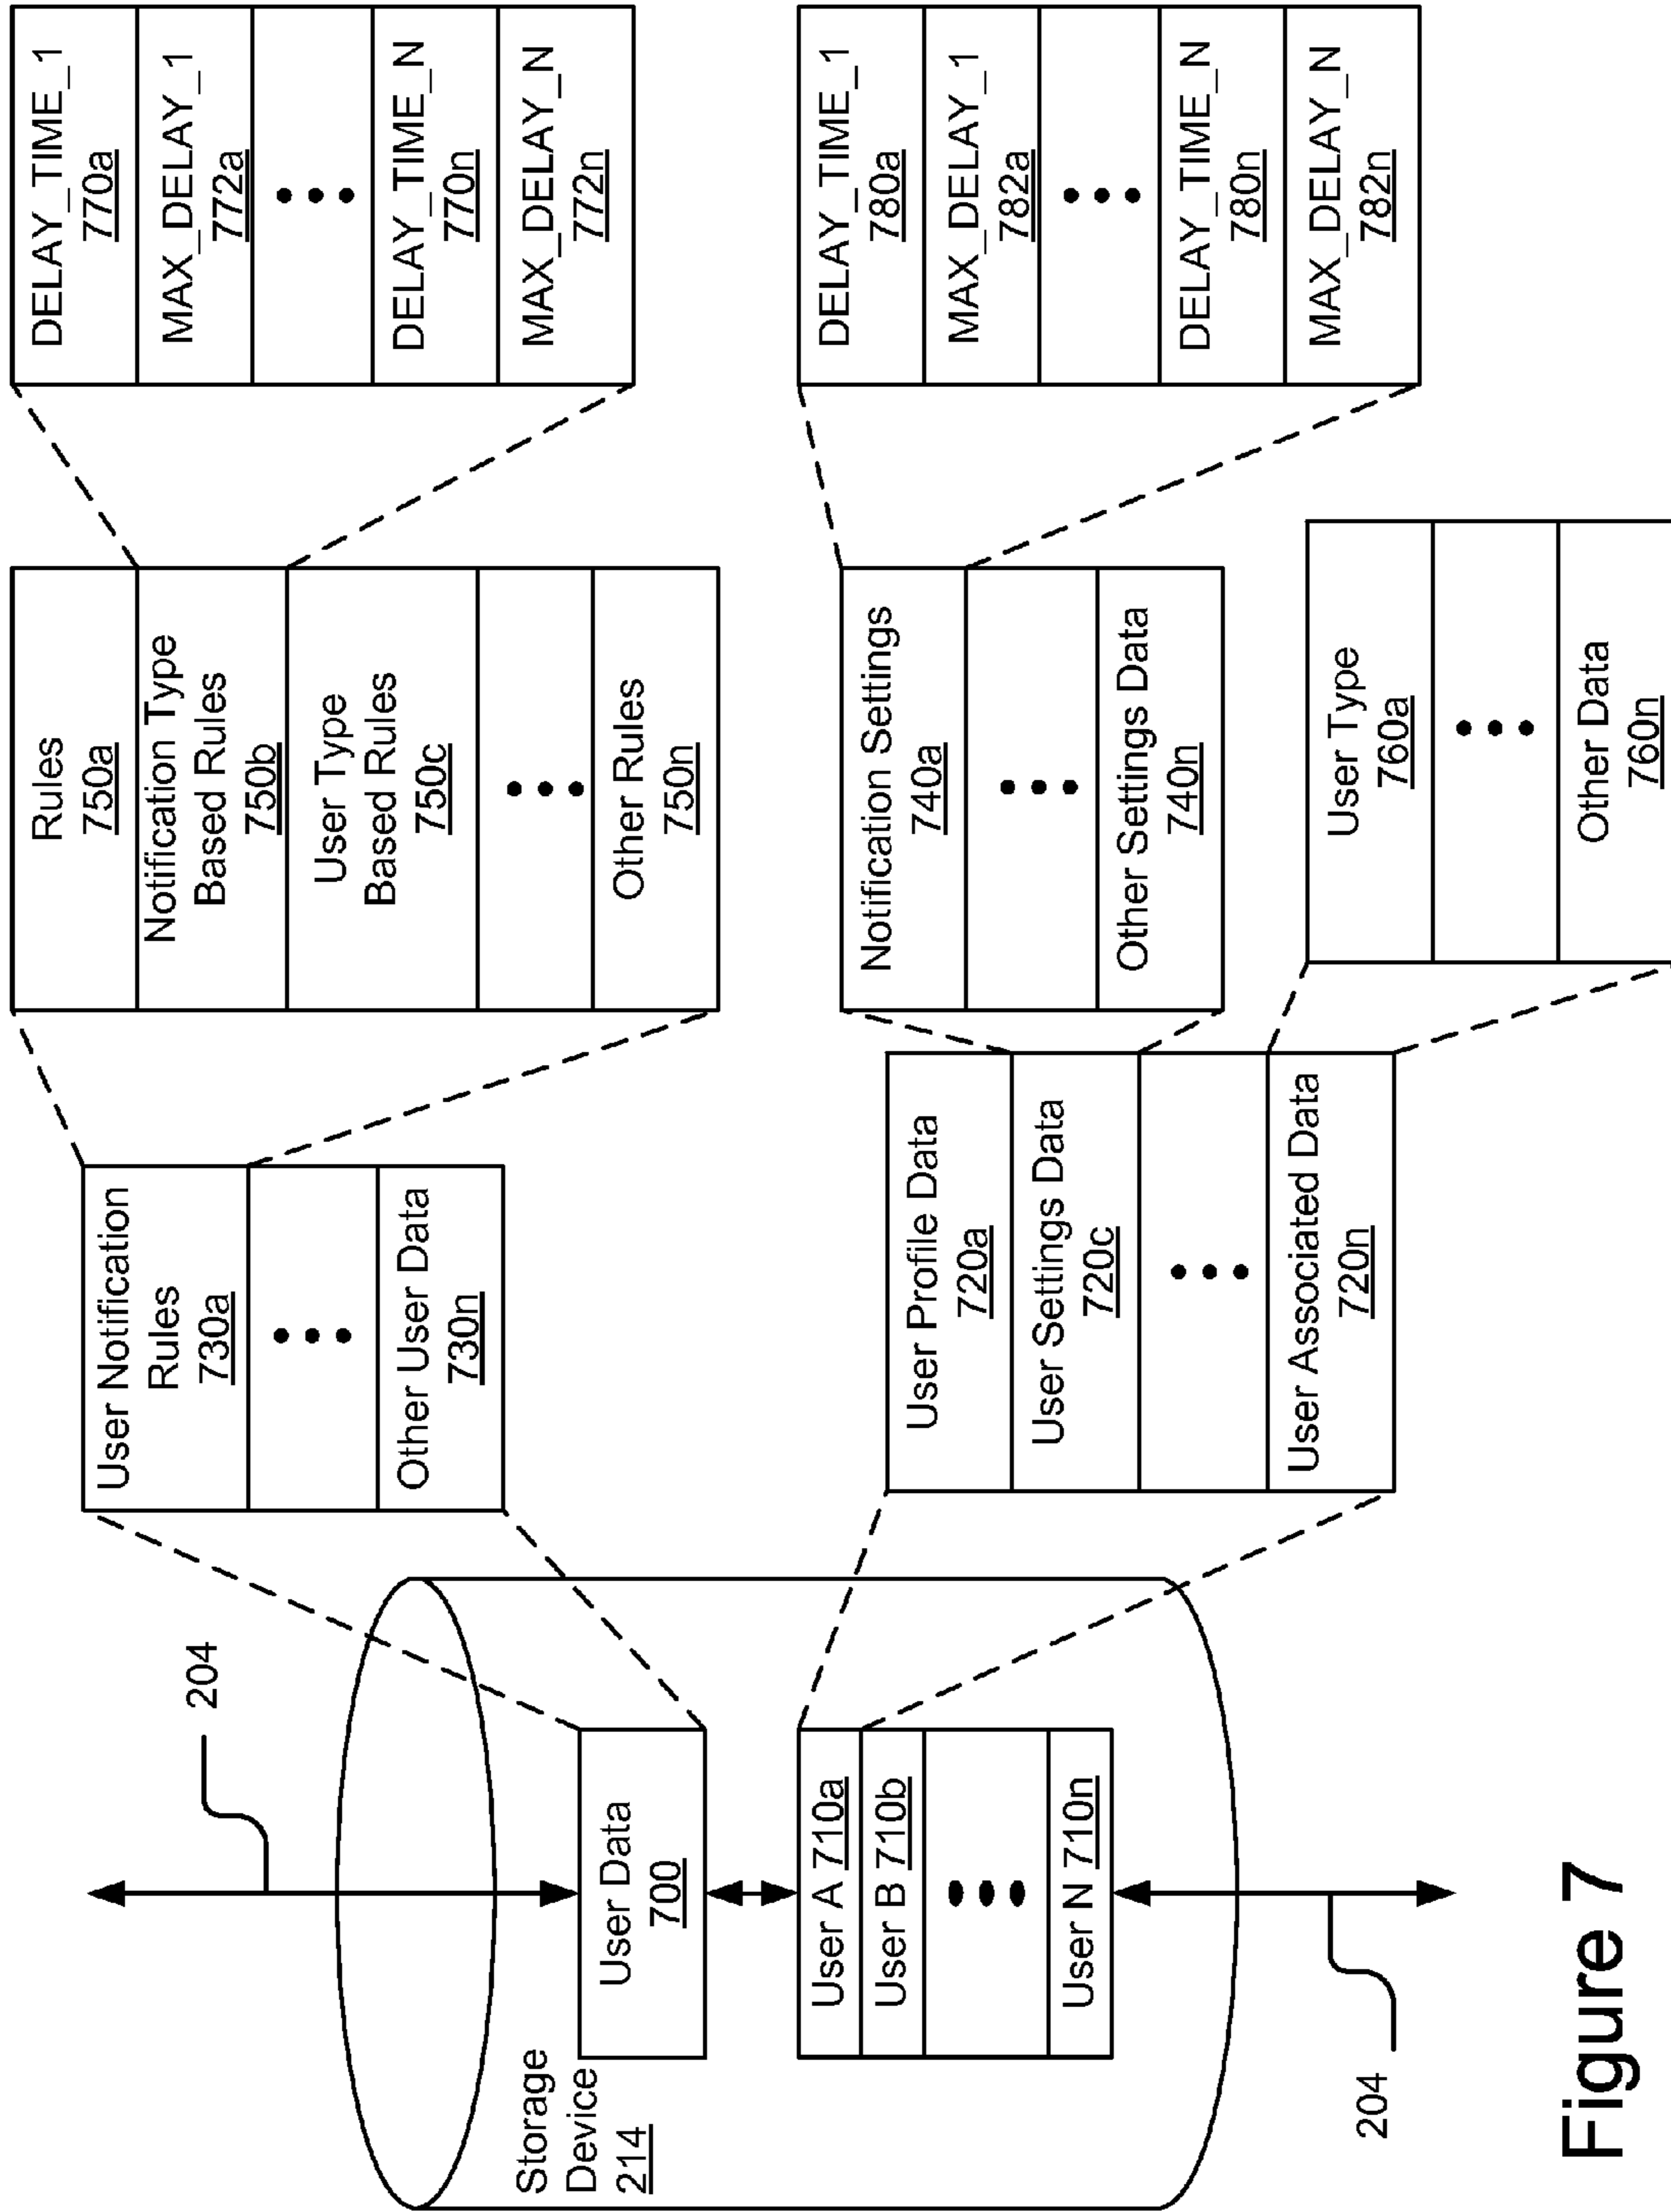 204
Storage
Device
214
User Data
700
User A 710a
User B 710b
User N 710n
204
User Notification
Rules
730a
Other User Data
730n
User Profile Data
720a
User Settings Data
720c
User Associated Data
720n
Rules
750a
Notification Type
Based Rules
750b
User Type
Based Rules
750c
Other Rules
750n
Notification Settings
740a
Other Settings Data
740n
User Type
760a
Other Data
760n
DELAY_TIME_1
770a
MAX_DELAY_1
772a
DELAY_TIME_N
770n
MAX_DELAY_N
772n
DELAY_TIME_1
780a
MAX_DELAY_1
782a
DELAY_TIME_N
780n
MAX_DELAY_N
782n
Figure 7